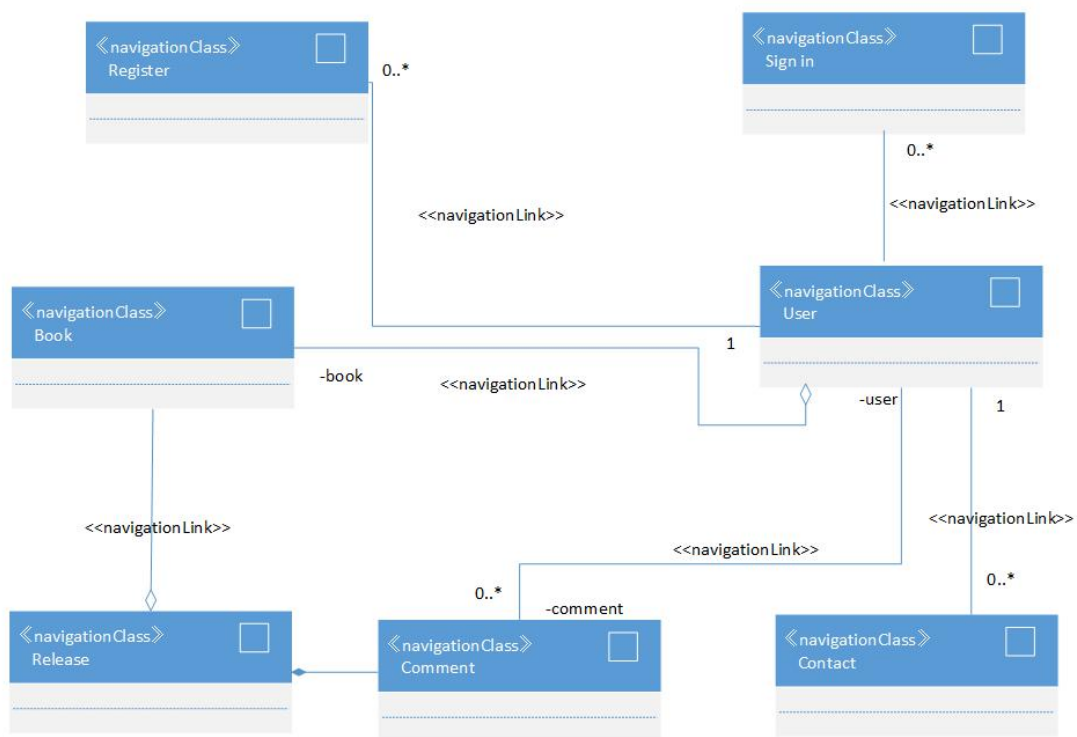 《navigationClass》
Register
0..*
《navigationClass》
Sign in
0..*
<<navigationLink>>
<<navigationLink>>
《navigationClass》
Book
-book
<<navigationLink>>
《navigationClass》
User
1
-user
1
<<navigationLink>>
<<navigationLink>>
<<navigationLink>>
0..*
-comment
0..*
《navigationClass》
Release
《navigationClass》
Comment
《navigationClass》
Contact